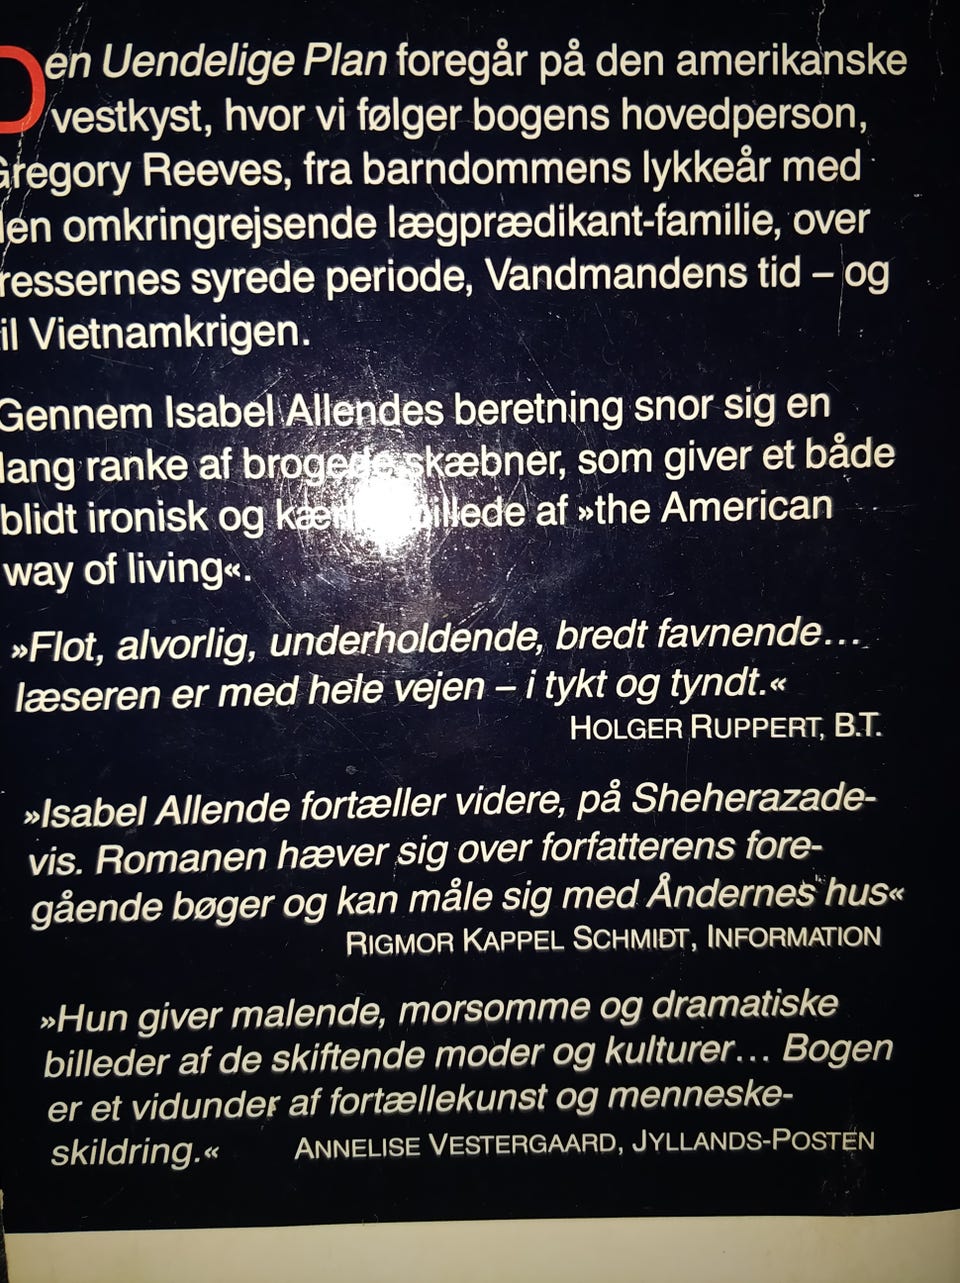 Den Uendelige Plan foregår på den amerikanske
vestkyst, hvor vi følger bogens hovedperson,
Gregory Reeves, fra barndommens lykkeår med
den omkringrejsende lægprædikant-familie, over
ressernes syrede periode, Vandmandens tid – og
til Vietnamkrigen.
Gennem Isabel Allendes beretning snor sig en
lang ranke af brogede skæbner, som giver et både
blidt ironisk og billede af »the American
way of living«.
»Flot, alvorlig, underholdende, bredt favnende...
læseren er med hele vejen – i tykt og tyndt.«
HOLGER RUPPERT, B.T.
»Isabel Allende fortæller videre, på Sheherazade-
vis. Romanen hæver sig over forfatterens fore-
gående bøger og kan måle sig med Åndernes hus«
RIGMOR KAPPEL SCHMIDT, INFORMATION
»Hun giver malende, morsomme og dramatiske
billeder af de skiftende moder og kulturer... Bogen
er et vidunder af fortællekunst og menneske-
skildring.« ANNELISE VESTERGAARD, JYLLANDS-POSTEN